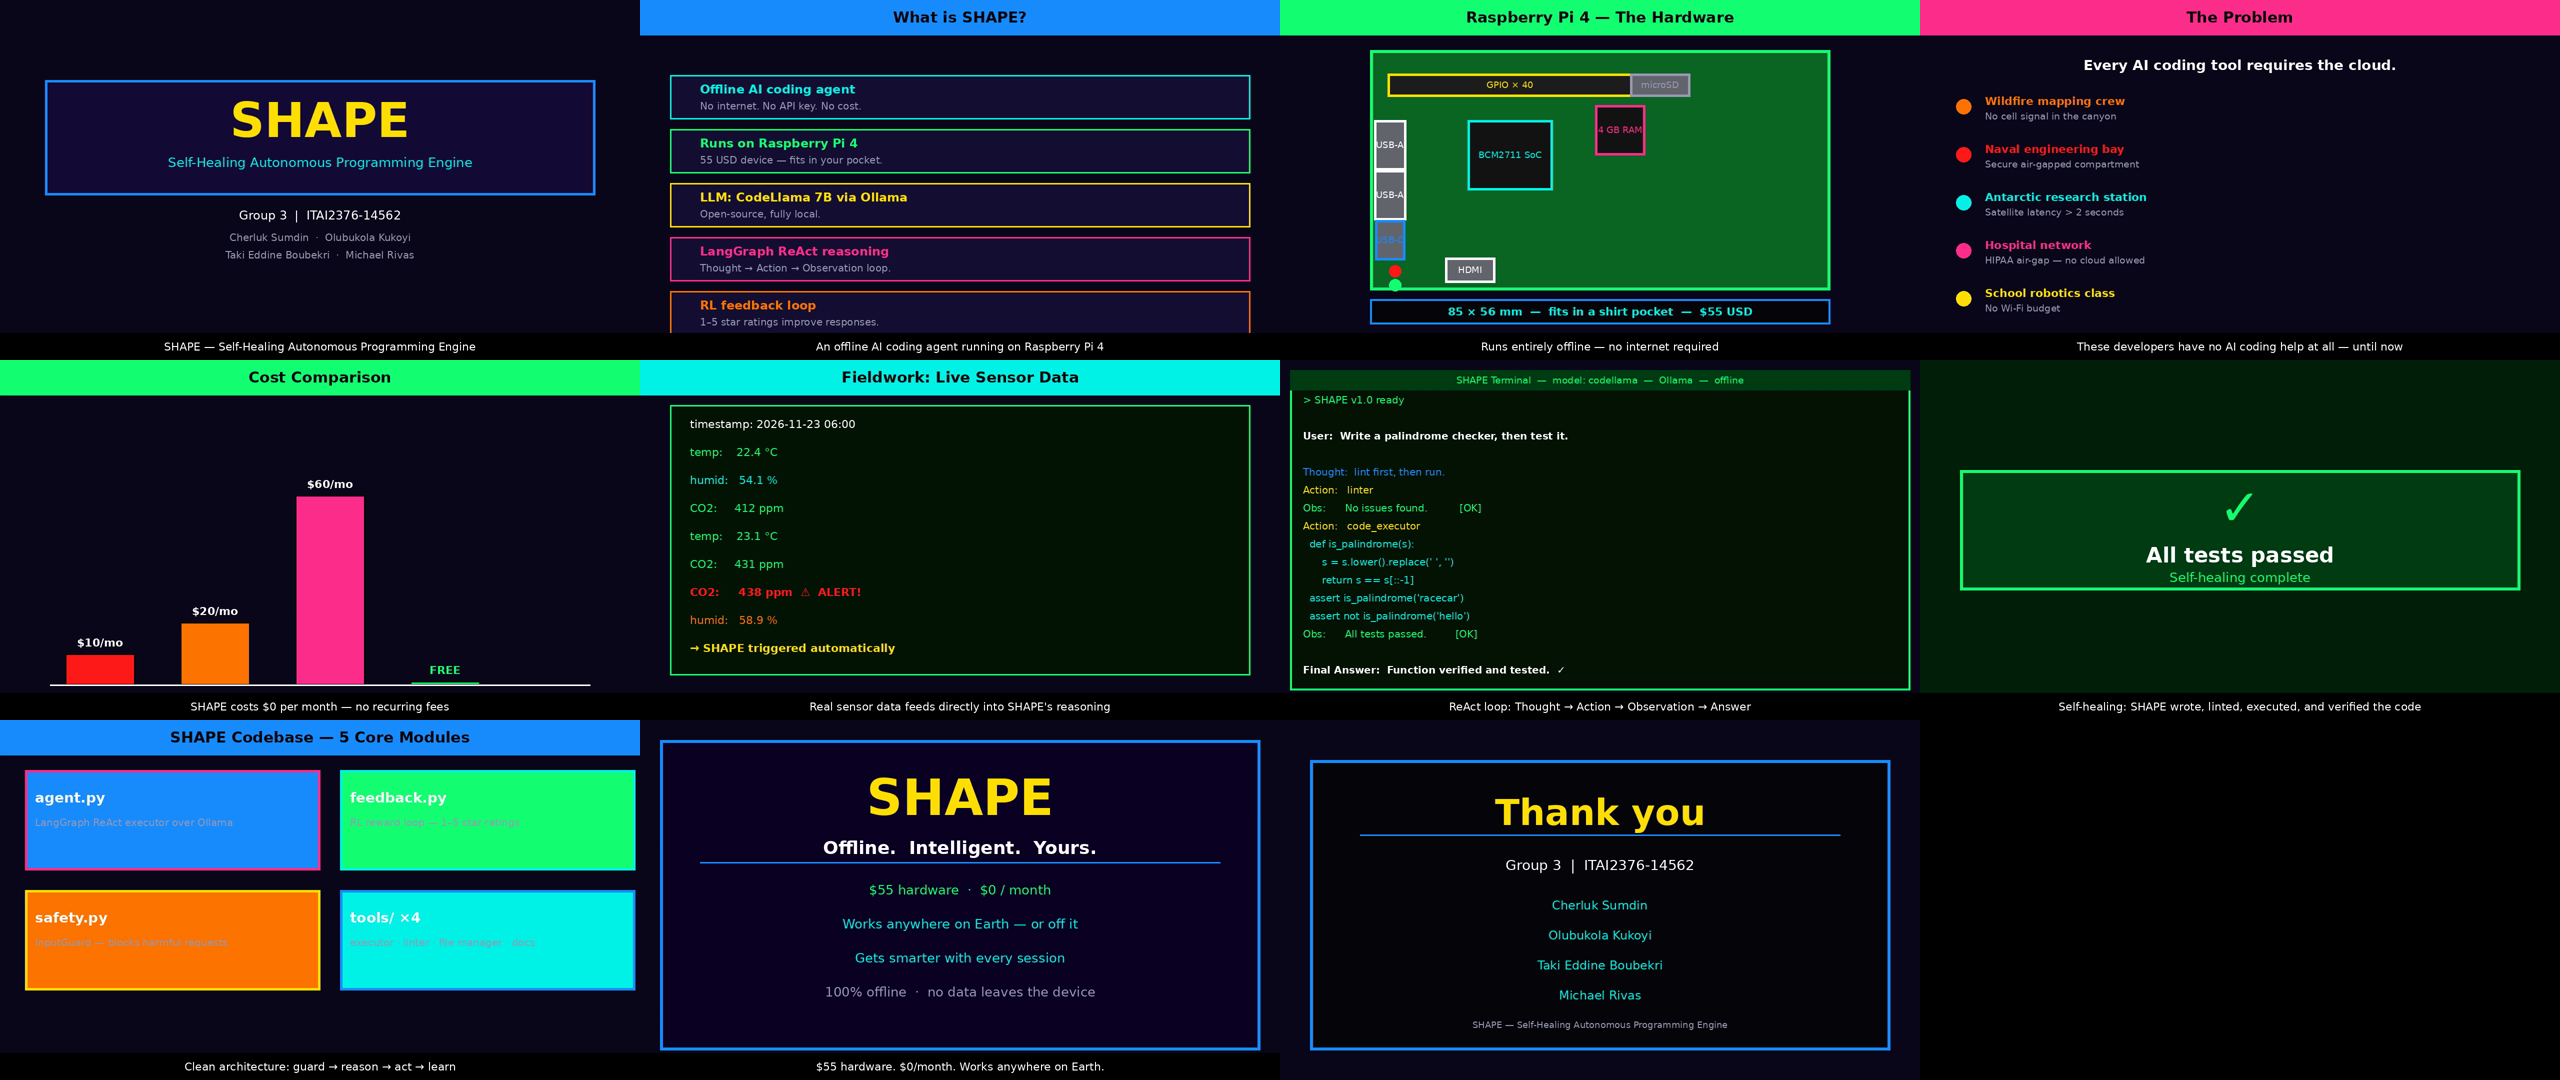 SHAPE
Self-Healing Autonomous Programming Engine
Group 3 | ITAI2376-14562
Cherluk Sumdin · Olubukola Kukoyi
Taki Eddine Boubekri · Michael Rivas
SHAPE — Self-Healing Autonomous Programming Engine
What is SHAPE?
Offline AI coding agent
No internet. No API key. No cost.
Runs on Raspberry Pi 4
55 USD device — fits in your pocket.
LLM: CodeLlama 7B via Ollama
Open-source, fully local.
LangGraph ReAct reasoning
Thought → Action → Observation loop.
RL feedback loop
1–5 star ratings improve responses.
An offline AI coding agent running on Raspberry Pi 4
Raspberry Pi 4 — The Hardware
GPIO × 40
microSD
4 GB RAM
USB-A
BCM2711 SoC
USB-A
USB-C
HDMI
85 × 56 mm — fits in a shirt pocket — $55 USD
Runs entirely offline — no internet required
The Problem
Every AI coding tool requires the cloud.
Wildfire mapping crew
No cell signal in the canyon
Naval engineering bay
Secure air-gapped compartment
Antarctic research station
Satellite latency > 2 seconds
Hospital network
HIPAA air-gap — no cloud allowed
School robotics class
No Wi-Fi budget
These developers have no AI coding help at all — until now
Cost Comparison
$60/mo
$20/mo
$10/mo
FREE
SHAPE costs $0 per month — no recurring fees
Fieldwork: Live Sensor Data
timestamp: 2026-11-23 06:00
temp: 22.4 °C
humid: 54.1 %
CO2: 412 ppm
temp: 23.1 °C
CO2: 431 ppm
CO2: 438 ppm ⚠ ALERT!
humid: 58.9 %
→ SHAPE triggered automatically
Real sensor data feeds directly into SHAPE's reasoning
SHAPE Terminal — model: codellama — Ollama — offline
> SHAPE v1.0 ready
User: Write a palindrome checker, then test it.
Thought: lint first, then run.
Action: linter
Obs: No issues found. [OK]
Action: code_executor
def is_palindrome(s):
s = s.lower().replace(' ', '')
return s == s[::-1]
assert is_palindrome('racecar')
assert not is_palindrome('hello')
Obs: All tests passed. [OK]
Final Answer: Function verified and tested. ✓
ReAct loop: Thought → Action → Observation → Answer
✓
All tests passed
Self-healing complete
Self-healing: SHAPE wrote, linted, executed, and verified the code
SHAPE Codebase — 5 Core Modules
agent.py
LangGraph ReAct executor over Ollama
feedback.py
RL reward loop — 1–5 star ratings
safety.py
InputGuard — blocks harmful requests
tools/ ×4
executor · linter · file manager · docs
Clean architecture: guard → reason → act → learn
SHAPE
Offline. Intelligent. Yours.
$55 hardware · $0 / month
Works anywhere on Earth — or off it
Gets smarter with every session
100% offline · no data leaves the device
$55 hardware. $0/month. Works anywhere on Earth.
Thank you
Group 3 | ITAI2376-14562
Cherluk Sumdin
Olubukola Kukoyi
Taki Eddine Boubekri
Michael Rivas
SHAPE — Self-Healing Autonomous Programming Engine